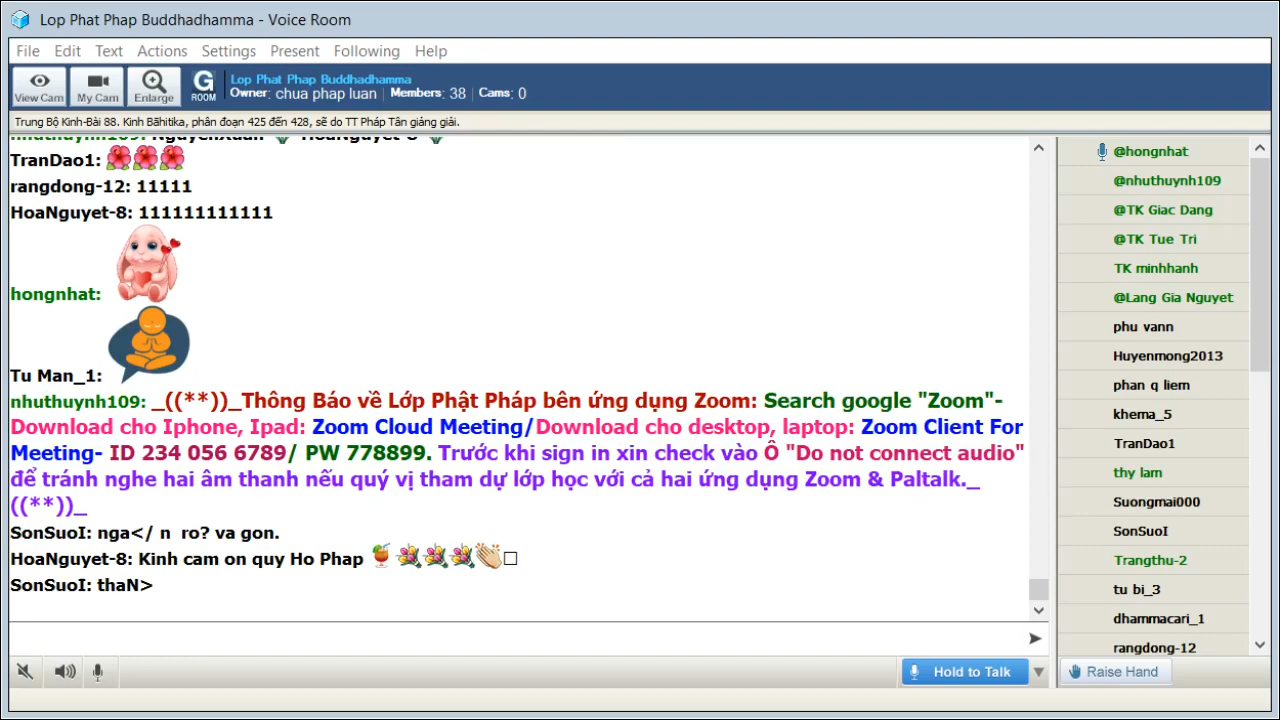 Lop Phat Phap Buddhadhamma - Voice Room
File Edit Text Actions Settings Present Following Help
View Cam My Cam Enlarge G ROOM
Lop Phat Phap Buddhadhamma
Owner: chua phap luan | Members: 38 | Cams: 0
Trung Bộ Kinh-Bài 88. Kinh Bāhitika, phân đoạn 425 đến 428, sẽ do TT Pháp Tân giảng giải.
nhuthuynh109: NguyenXuan HoaNguyet-8
TranDao1:
rangdong-12: 11111
HoaNguyet-8: 111111111111
hongnhat:
Tu Man_1:
nhuthuynh109: _((**))_Thông Báo về Lớp Phật Pháp bên ứng dụng Zoom: Search google "Zoom"-
Download cho Iphone, Ipad: Zoom Cloud Meeting/Download cho desktop, laptop: Zoom Client For
Meeting- ID 234 056 6789/ PW 778899. Trước khi sign in xin check vào Ô "Do not connect audio"
để tránh nghe hai âm thanh nếu quý vị tham dự lớp học với cả hai ứng dụng Zoom & Paltalk._
((**))_
SonSuoI: nga</ n ro? va gon.
HoaNguyet-8: Kinh cam on quy Ho Phap
SonSuoI: thaN>
@hongnhat
@nhuthuynh109
@TK Giac Dang
@TK Tue Tri
TK minhhanh
@Lang Gia Nguyet
phu vann
Huyenmong2013
phan q liem
khema_5
TranDao1
thy lam
Suongmai000
SonSuoI
Trangthu-2
tu bi_3
dhammacari_1
rangdong-12
Hold to Talk
Raise Hand